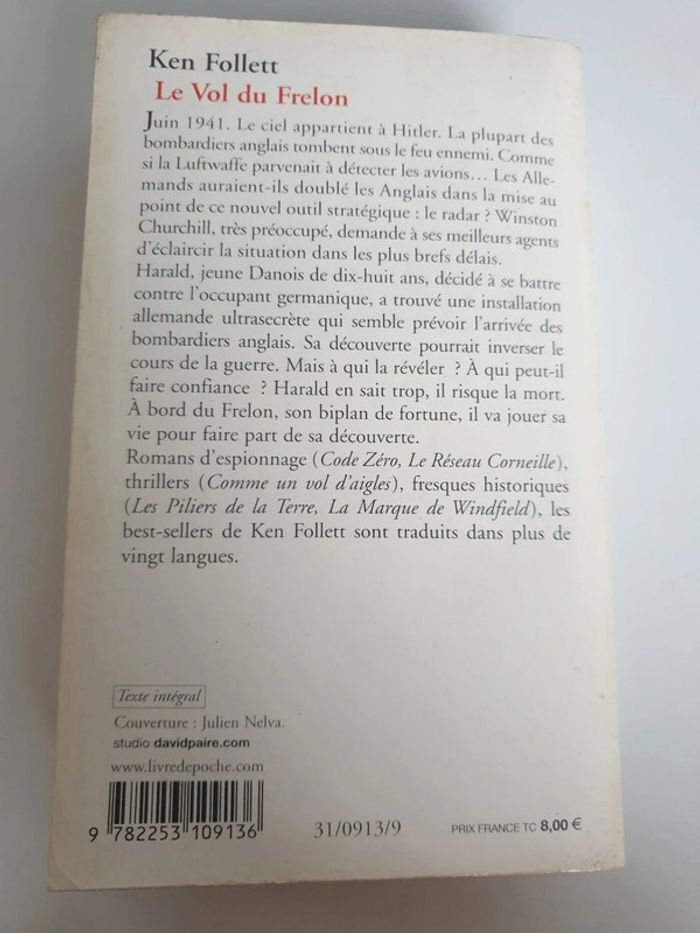 Ken Follett
Le Vol du Frelon
Juin 1941. Le ciel appartient à Hitler. La plupart des
bombardiers anglais tombent sous le feu ennemi. Comme
si la Luftwaffe parvenait à détecter les avions... Les Alle-
mands auraient-ils doublé les Anglais dans la mise au
point de ce nouvel outil stratégique : le radar ? Winston
Churchill, très préoccupé, demande à ses meilleurs agents
d'éclaircir la situation dans les plus brefs délais.
Harald, jeune Danois de dix-huit ans, décidé à se battre
contre l'occupant germanique, a trouvé une installation
allemande ultrasecrète qui semble prévoir l'arrivée des
bombardiers anglais. Sa découverte pourrait inverser le
cours de la guerre. Mais à qui la révéler ? À qui peut-il
faire confiance ? Harald en sait trop, il risque la mort.
À bord du Frelon, son biplan de fortune, il va jouer sa
vie pour faire part de sa découverte.
Romans d'espionnage (Code Zéro, Le Réseau Corneille),
thrillers (Comme un vol d'aigles), fresques historiques
(Les Piliers de la Terre, La Marque de Windfield), les
best-sellers de Ken Follett sont traduits dans plus de
vingt langues.
Texte intégral
Couverture : Julien Nelva.
studio davidpaire.com
www.livredepoche.com
9 782253 109136
31/0913/9
PRIX FRANCE TC 8,00 €